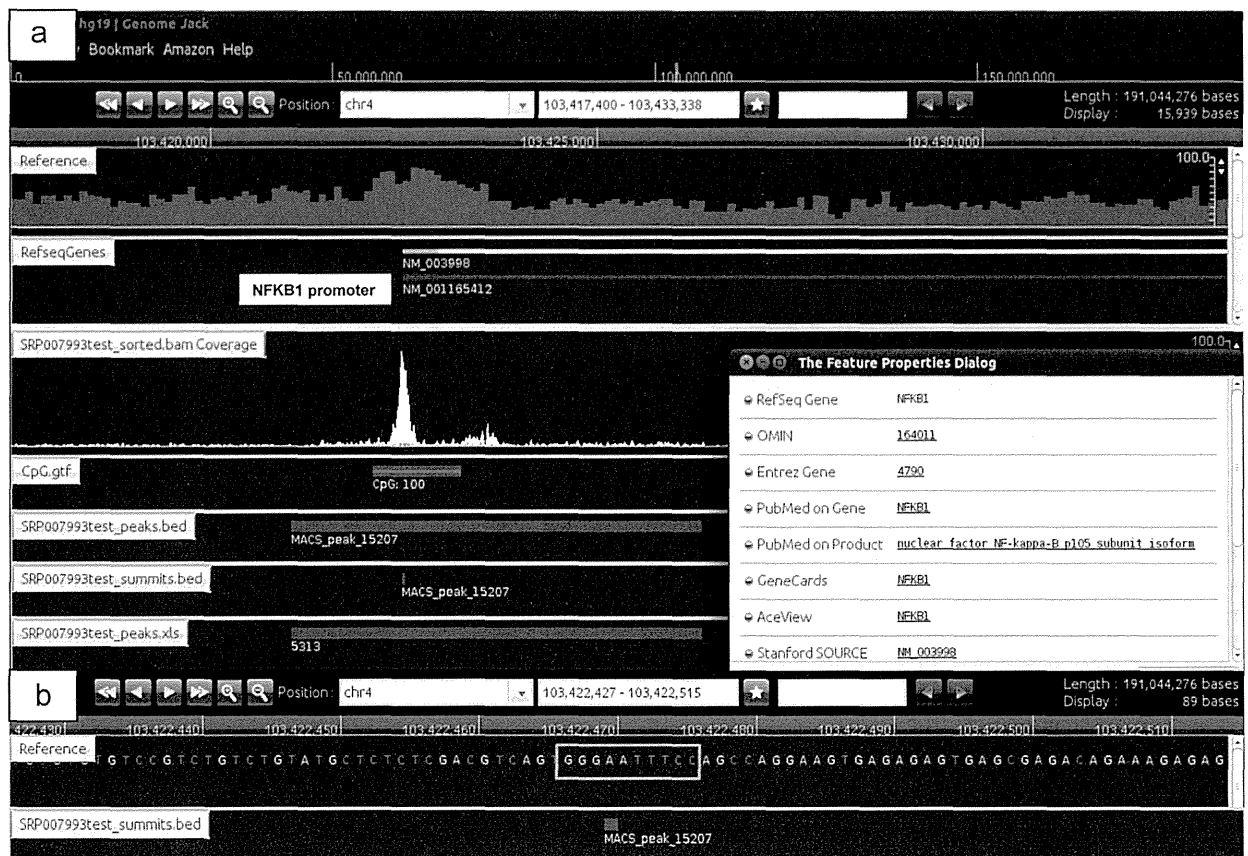 a
hg19 | Genome Jack
Bookmark Amazon Help
0 50,000,000 100,000,000 150,000,000
Position: chr4 103,417,400 - 103,433,338 Length : 191,044,276 bases
Display : 15,939 bases
103,420,000 103,425,000 103,430,000
Reference 100.0
RefseqGenes
NM_003998
NFKB1 promoter NM_001165412
SRP007993test_sorted.bam Coverage 100.0
The Feature Properties Dialog
RefSeq Gene NFKB1
OMIN 164011
CpG.gtf
CpG: 100
Entrez Gene 4790
PubMed on Gene NFKB1
SRP007993test_peaks.bed
MACS_peak_15207
PubMed on Product nuclear factor NF-kappa-B p105 subunit isoform
SRP007993test_summits.bed
MACS_peak_15207
GeneCards NFKB1
AceView NFKB1
SRP007993test_peaks.xls
5313
Stanford SOURCE NM_003998
b
Position: chr4 103,422,427 - 103,422,515 Length : 191,044,276 bases
Display : 89 bases
,422,430 103,422,440 103,422,450 103,422,460 103,422,470 103,422,480 103,422,490 103,422,500 103,422,510
Reference
GTCCGTCTGTCTGTATGCTCTCTCGACGTCAGTGGGAATTTCCAGCCAGGAAGTGAGAGAGTGAGCGAGACAGAAAGAGAG
SRP007993test_summits.bed
MACS_peak_15207